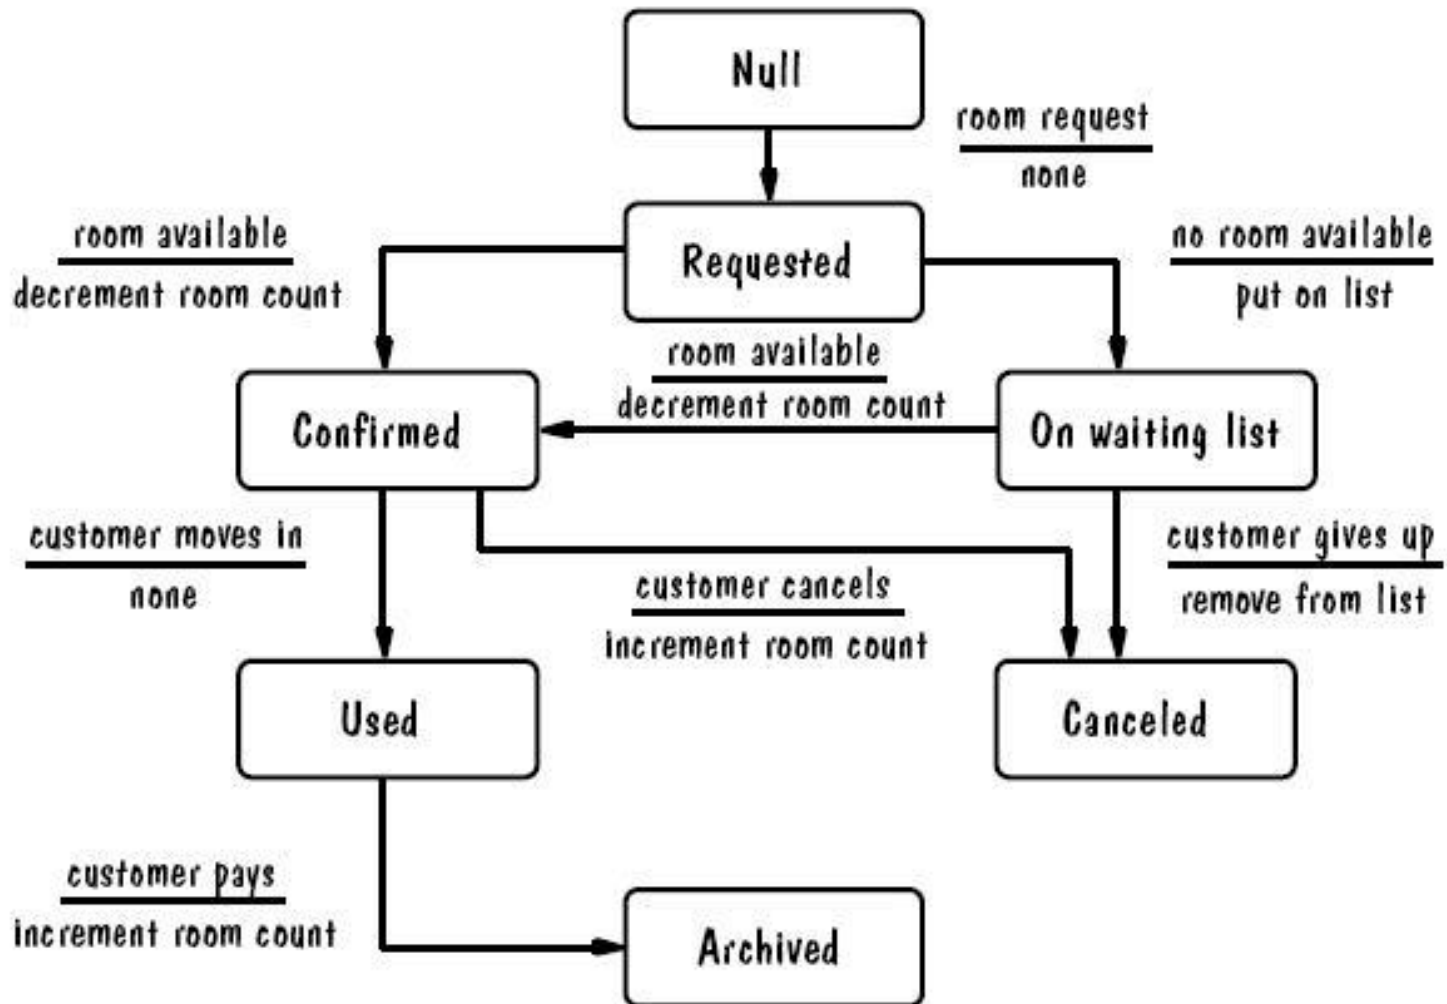 Null
room request
none
room available
decrement room count
Requested
no room available
put on list
room available
decrement room count
Confirmed
On waiting list
customer moves in
none
customer cancels
increment room count
customer gives up
remove from list
Used
Canceled
customer pays
increment room count
Archived